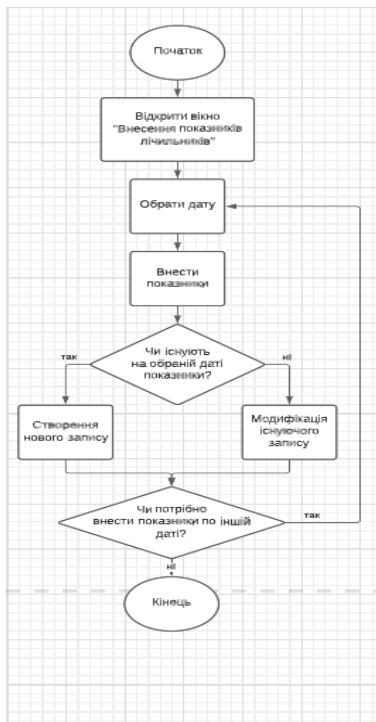 Початок
Відкрити вікно
"Внесення показників
лічильників"
Обрати дату
Внести
показники
Чи існують
на обраній даті
показники?
так
ні
Створення
нового запису
Модифікація
існуючого
запису
Чи потрібно
внести показники по іншій
даті?
так
ні
Кінець